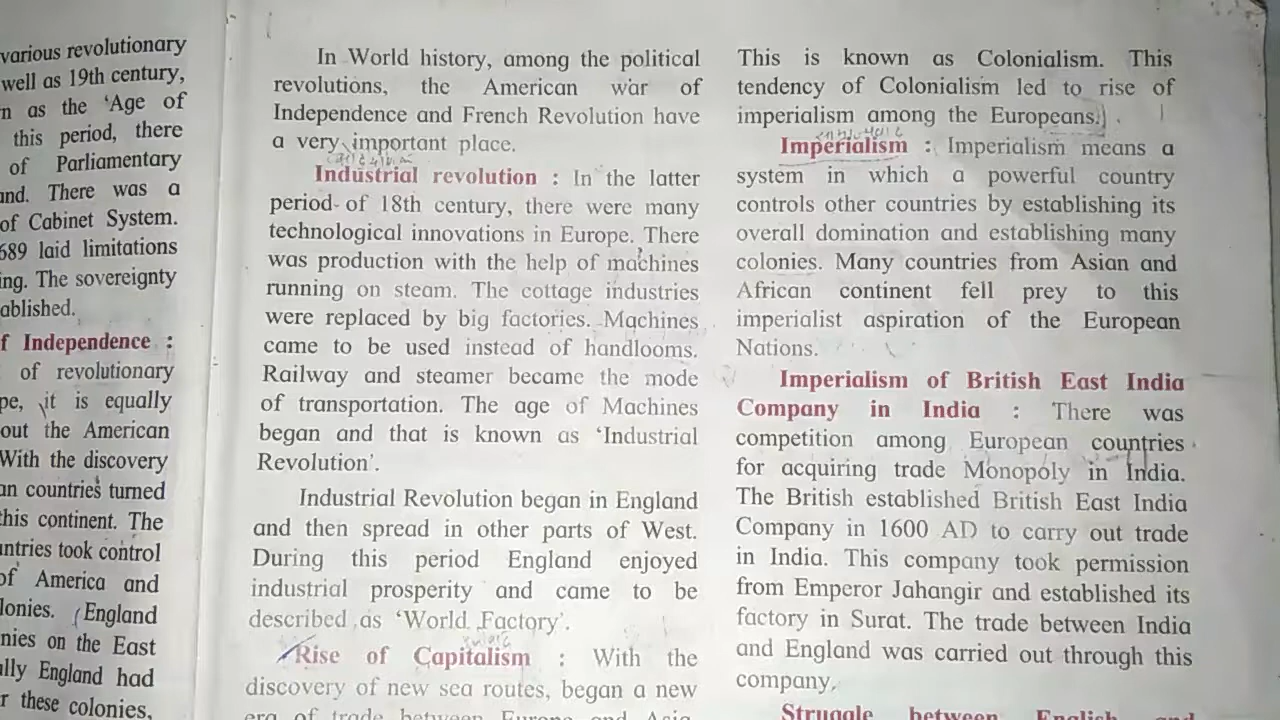 various revolutionary
well as 19th century,
as the 'Age of
this period, there
of Parliamentary
There was a
of Cabinet System.
689 laid limitations
The sovereignty
f Independence :
of revolutionary
it is equally
out the American
With the discovery
countries turned
this continent. The
took control
of America and
England
on the East
England had
these colonies,
In World history, among the political
revolutions, the American war of
Independence and French Revolution have
a very important place.
Industrial revolution : In the latter
period of 18th century, there were many
technological innovations in Europe. There
was production with the help of machines
running on steam. The cottage industries
were replaced by big factories. Machines
came to be used instead of handlooms.
Railway and steamer became the mode
of transportation. The age of Machines
began and that is known as 'Industrial
Revolution'.
Industrial Revolution began in England
and then spread in other parts of West.
During this period England enjoyed
industrial prosperity and came to be
described as 'World Factory'.
Rise of Capitalism : With the
discovery of new sea routes, began a new
era of trade between Europe and Asia.
This is known as Colonialism. This
tendency of Colonialism led to rise of
imperialism among the Europeans.
Imperialism : Imperialism means a
system in which a powerful country
controls other countries by establishing its
overall domination and establishing many
colonies. Many countries from Asian and
African continent fell prey to this
imperialist aspiration of the European
Nations.
Imperialism of British East India
Company in India : There was
competition among European countries
for acquiring trade Monopoly in India.
The British established British East India
Company in 1600 AD to carry out trade
in India. This company took permission
from Emperor Jahangir and established its
factory in Surat. The trade between India
and England was carried out through this
company.
Struggle between English and